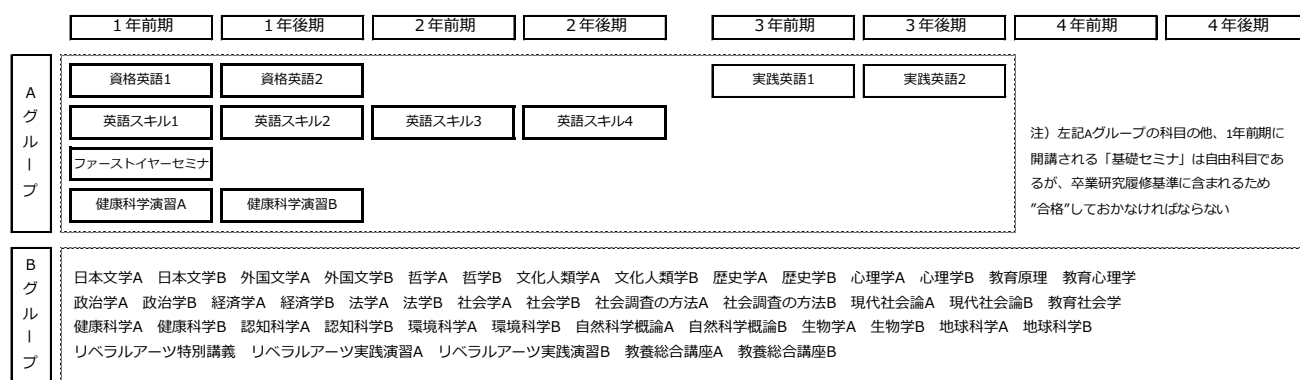 １年前期 １年後期 ２年前期 ２年後期 ３年前期 ３年後期 ４年前期 ４年後期
Aグループ
資格英語1 資格英語2 実践英語1 実践英語2
英語スキル1 英語スキル2 英語スキル3 英語スキル4
ファーストイヤーセミナ
健康科学演習A 健康科学演習B
注）左記Aグループの科目の他、1年前期に
開講される「基礎セミナ」は自由科目であ
るが、卒業研究履修基準に含まれるため
”合格”しておかなければならない
Bグループ
日本文学A 日本文学B 外国文学A 外国文学B 哲学A 哲学B 文化人類学A 文化人類学B 歴史学A 歴史学B 心理学A 心理学B 教育原理 教育心理学
政治学A 政治学B 経済学A 経済学B 法学A 法学B 社会学A 社会学B 社会調査の方法A 社会調査の方法B 現代社会論A 現代社会論B 教育社会学
健康科学A 健康科学B 認知科学A 認知科学B 環境科学A 環境科学B 自然科学概論A 自然科学概論B 生物学A 生物学B 地球科学A 地球科学B
リベラルアーツ特別講義 リベラルアーツ実践演習A リベラルアーツ実践演習B 教養総合講座A 教養総合講座B